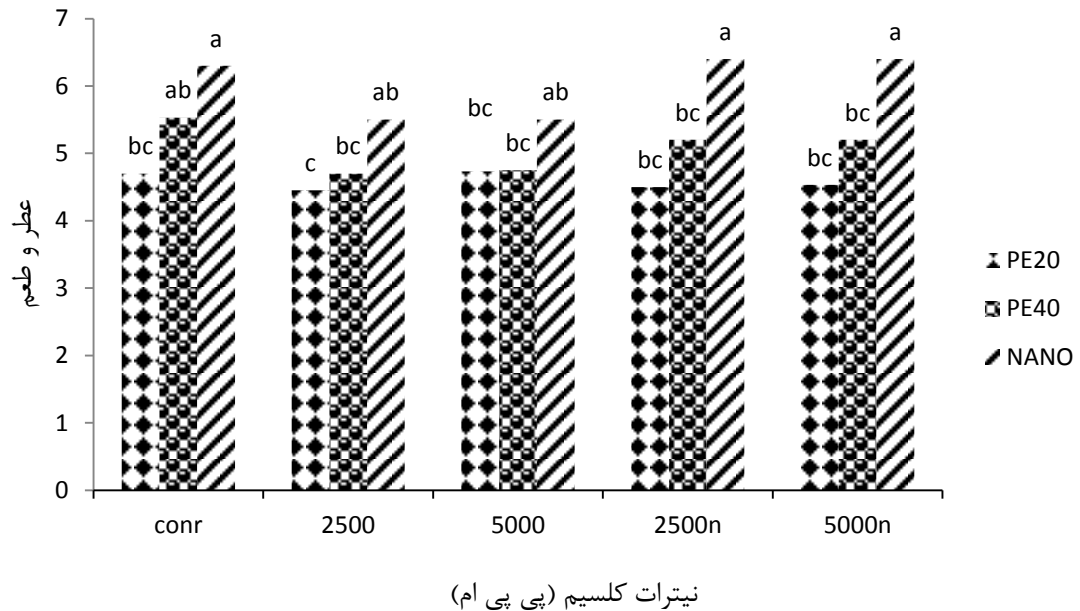 7
6
5
4
3
2
1
0
عطر و طعم
bc ab a
c bc ab
bc bc ab
bc bc a
bc bc a
conr 2500 5000 2500n 5000n
نیترات کلسیم (پی پی ام)
PE20
PE40
NANO